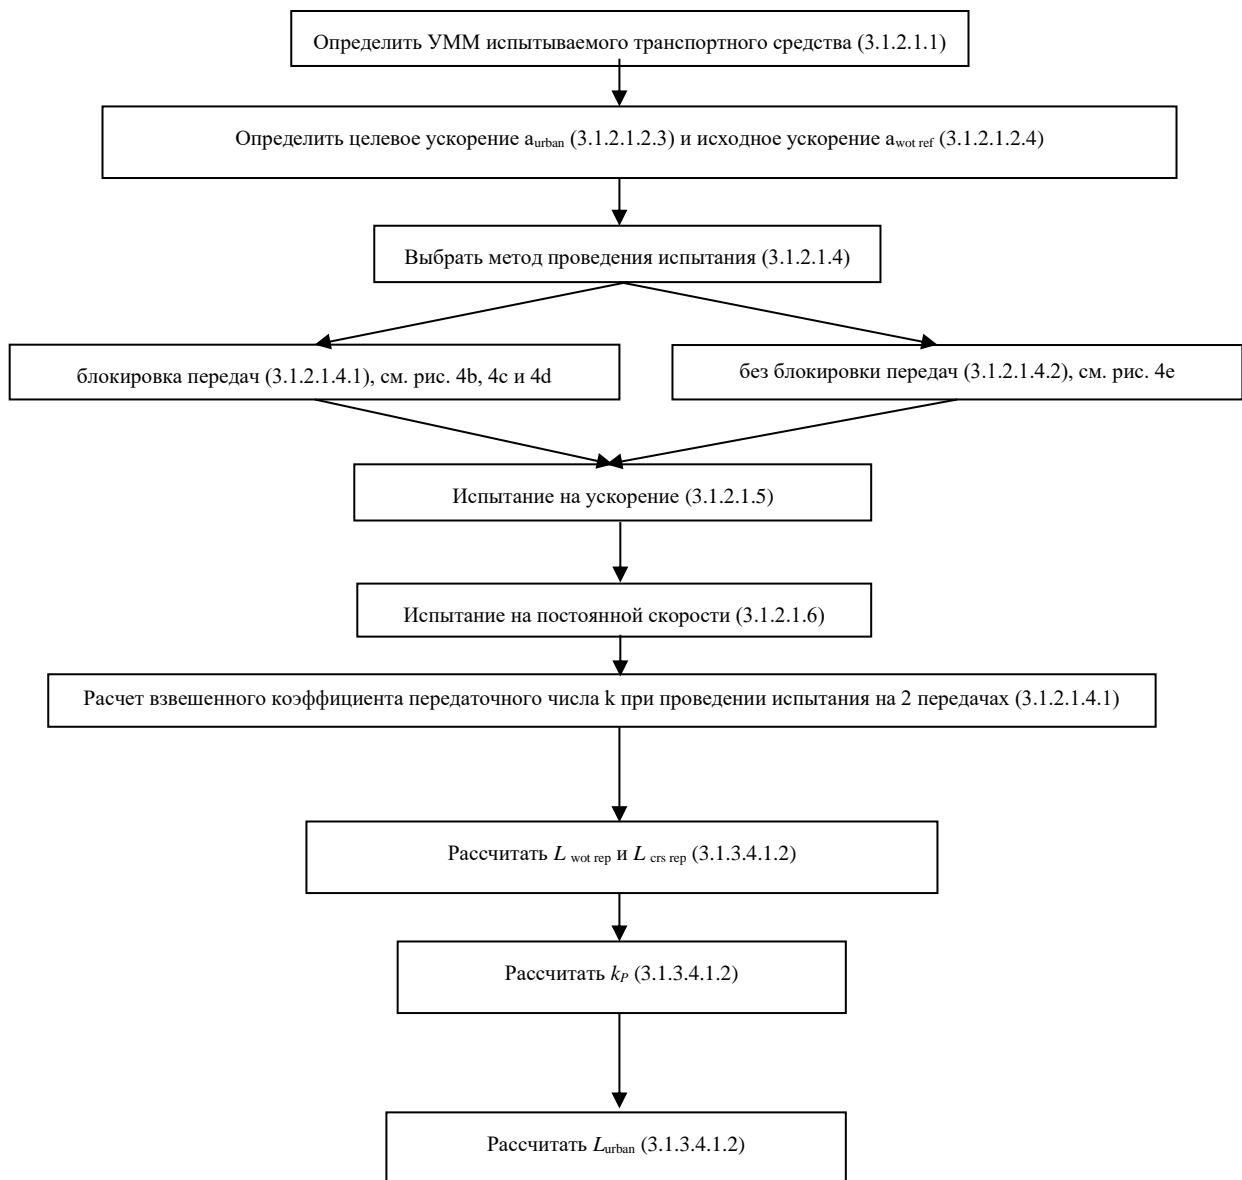 Определить УММ испытываемого транспортного средства (3.1.2.1.1)
Определить целевое ускорение a urban (3.1.2.1.2.3) и исходное ускорение a wot ref (3.1.2.1.2.4)
Выбрать метод проведения испытания (3.1.2.1.4)
блокировка передач (3.1.2.1.4.1), см. рис. 4b, 4c и 4d
без блокировки передач (3.1.2.1.4.2), см. рис. 4e
Испытание на ускорение (3.1.2.1.5)
Испытание на постоянной скорости (3.1.2.1.6)
Расчет взвешенного коэффициента передаточного числа k при проведении испытания на 2 передачах (3.1.2.1.4.1)
Рассчитать L wot rep и L crs rep (3.1.3.4.1.2)
Рассчитать kP (3.1.3.4.1.2)
Рассчитать Lurban (3.1.3.4.1.2)